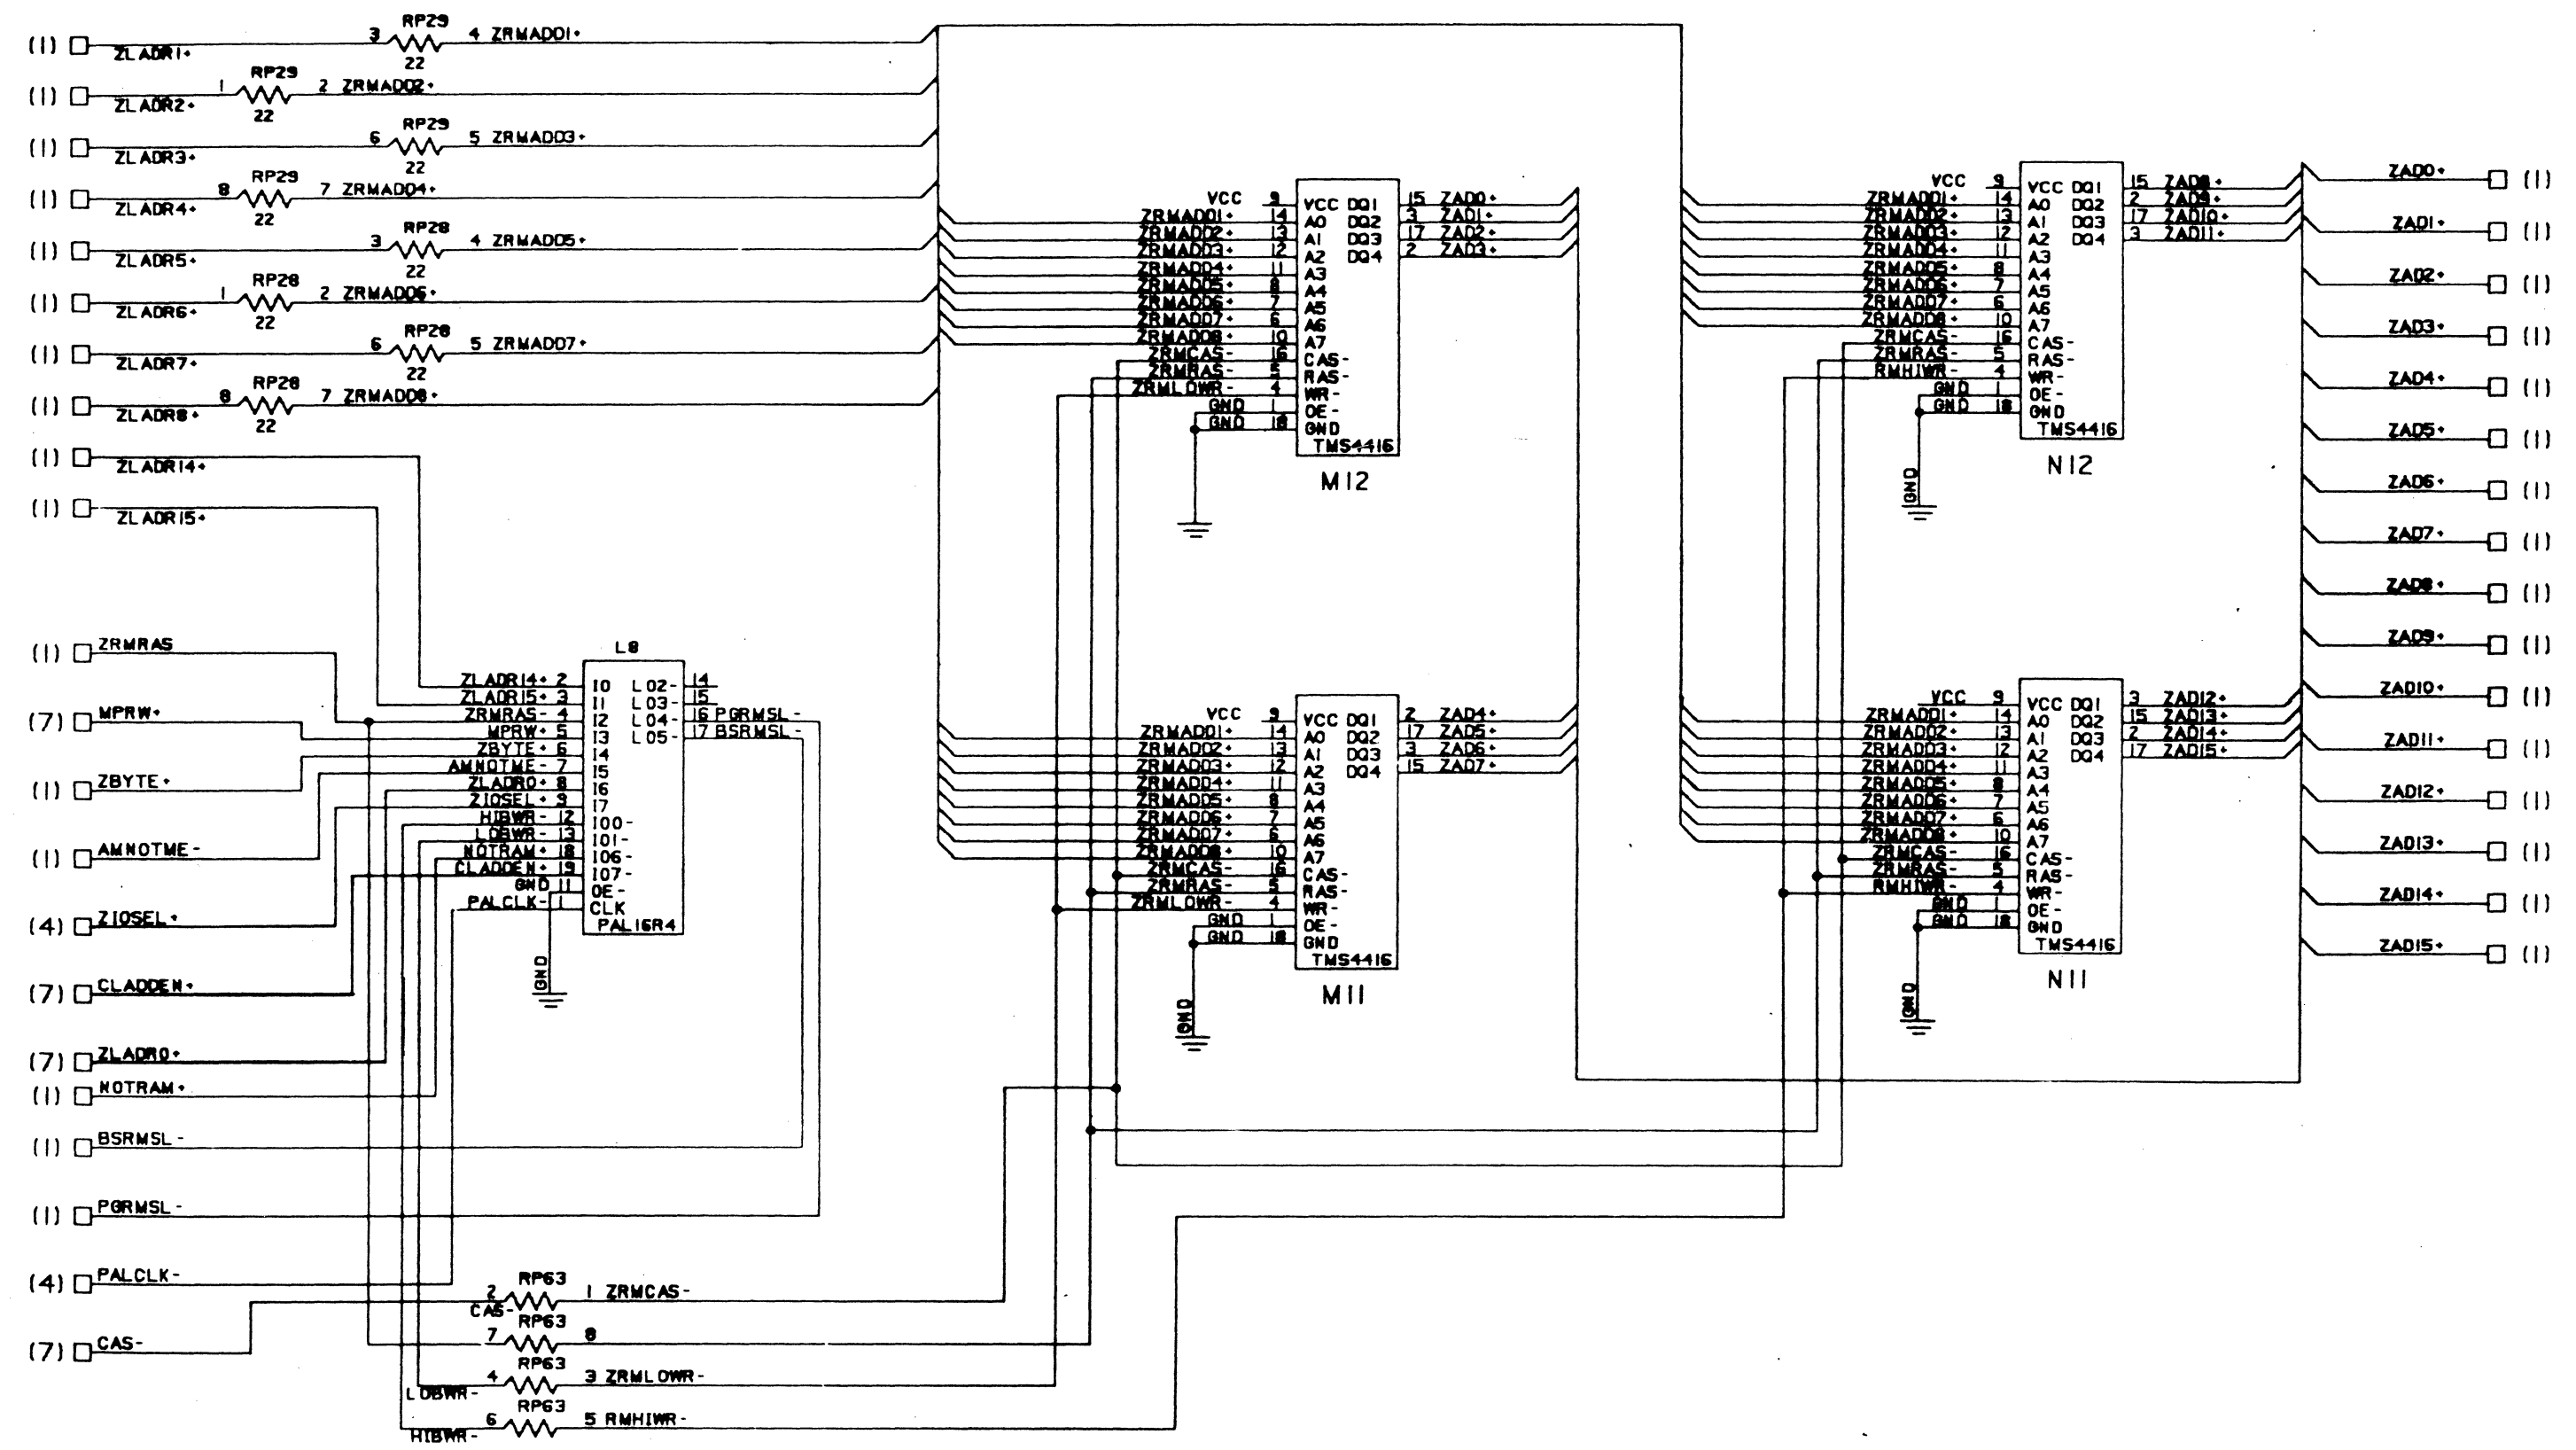 RP29
(1) ZLADR1+ 3 22 4 ZRMADD1+
RP29
(1) ZLADR2+ 1 22 2 ZRMADD2+
RP29
(1) ZLADR3+ 6 22 5 ZRMADD3+
RP29
(1) ZLADR4+ 8 22 7 ZRMADD4+
RP28
(1) ZLADR5+ 3 22 4 ZRMADD5+
RP28
(1) ZLADR6+ 1 22 2 ZRMADD6+
RP28
(1) ZLADR7+ 6 22 5 ZRMADD7+
RP28
(1) ZLADR8+ 8 22 7 ZRMADD8+
(1) ZLADR14+
(1) ZLADR15+
(1) ZRMRAS
(7) MPRW+
(1) ZBYTE+
(1) AMNOTME-
(4) ZIOSEL+
(7) CLADDEN+
(7) ZLADR0+
(1) NOTRAM+
(1) BSRMSL-
(1) PGRMSL-
(4) PALCLK-
(7) CAS-
L8
ZLADR14+ 2 I0 LO2- 14
ZLADR15+ 3 I1 LO3- 15
ZRMRAS- 4 I2 LO4- 16 PGRMSL-
MPRW+ 5 I3 LO5- 17 BSRMSL-
ZBYTE+ 6 I4
AMNOTME- 7 I5
ZLADR0+ 8 I6
ZIOSEL+ 9 I7
HIBWR- 12 IO0-
LOBWR- 13 IO1-
NOTRAM+ 18 IO6-
CLADDEN+ 19 IO7-
GND 11 OE-
PALCLK- 1 CLK
PAL16R4
GND
RP63
2 CAS- 1 ZRMCAS-
RP63
7 8
RP63
LOBWR- 4 3 ZRMLOWR-
RP63
HIBWR- 6 5 RMHIWR-
VCC 9 VCC DQ1 15 ZAD0+
ZRMADD1+ 14 A0 DQ2 3 ZAD1+
ZRMADD2+ 13 A1 DQ3 17 ZAD2+
ZRMADD3+ 12 A2 DQ4 2 ZAD3+
ZRMADD4+ 11 A3
ZRMADD5+ 8 A4
ZRMADD6+ 7 A5
ZRMADD7+ 6 A6
ZRMADD8+ 10 A7
ZRMCAS- 16 CAS-
ZRMRAS- 5 RAS-
ZRMLOWR- 4 WR-
GND 1 OE-
GND 18 GND
TMS4416
M12
VCC 9 VCC DQ1 2 ZAD4+
ZRMADD1+ 14 A0 DQ2 17 ZAD5+
ZRMADD2+ 13 A1 DQ3 3 ZAD6+
ZRMADD3+ 12 A2 DQ4 15 ZAD7+
ZRMADD4+ 11 A3
ZRMADD5+ 8 A4
ZRMADD6+ 7 A5
ZRMADD7+ 6 A6
ZRMADD8+ 10 A7
ZRMCAS- 16 CAS-
ZRMRAS- 5 RAS-
ZRMLOWR- 4 WR-
GND 1 OE-
GND 18 GND
TMS4416
M11
GND
VCC 9 VCC DQ1 15 ZAD8+
ZRMADD1+ 14 A0 DQ2 2 ZAD9+
ZRMADD2+ 13 A1 DQ3 17 ZAD10+
ZRMADD3+ 12 A2 DQ4 3 ZAD11+
ZRMADD4+ 11 A3
ZRMADD5+ 8 A4
ZRMADD6+ 7 A5
ZRMADD7+ 6 A6
ZRMADD8+ 10 A7
ZRMCAS- 16 CAS-
ZRMRAS- 5 RAS-
RMHIWR- 4 WR-
GND 1 OE-
GND 18 GND
TMS4416
N12
GND
VCC 9 VCC DQ1 3 ZAD12+
ZRMADD1+ 14 A0 DQ2 15 ZAD13+
ZRMADD2+ 13 A1 DQ3 2 ZAD14+
ZRMADD3+ 12 A2 DQ4 17 ZAD15+
ZRMADD4+ 11 A3
ZRMADD5+ 8 A4
ZRMADD6+ 7 A5
ZRMADD7+ 6 A6
ZRMADD8+ 10 A7
ZRMCAS- 16 CAS-
ZRMRAS- 5 RAS-
RMHIWR- 4 WR-
GND 1 OE-
GND 18 GND
TMS4416
N11
GND
ZAD0+ (1)
ZAD1+ (1)
ZAD2+ (1)
ZAD3+ (1)
ZAD4+ (1)
ZAD5+ (1)
ZAD6+ (1)
ZAD7+ (1)
ZAD8+ (1)
ZAD9+ (1)
ZAD10+ (1)
ZAD11+ (1)
ZAD12+ (1)
ZAD13+ (1)
ZAD14+ (1)
ZAD15+ (1)